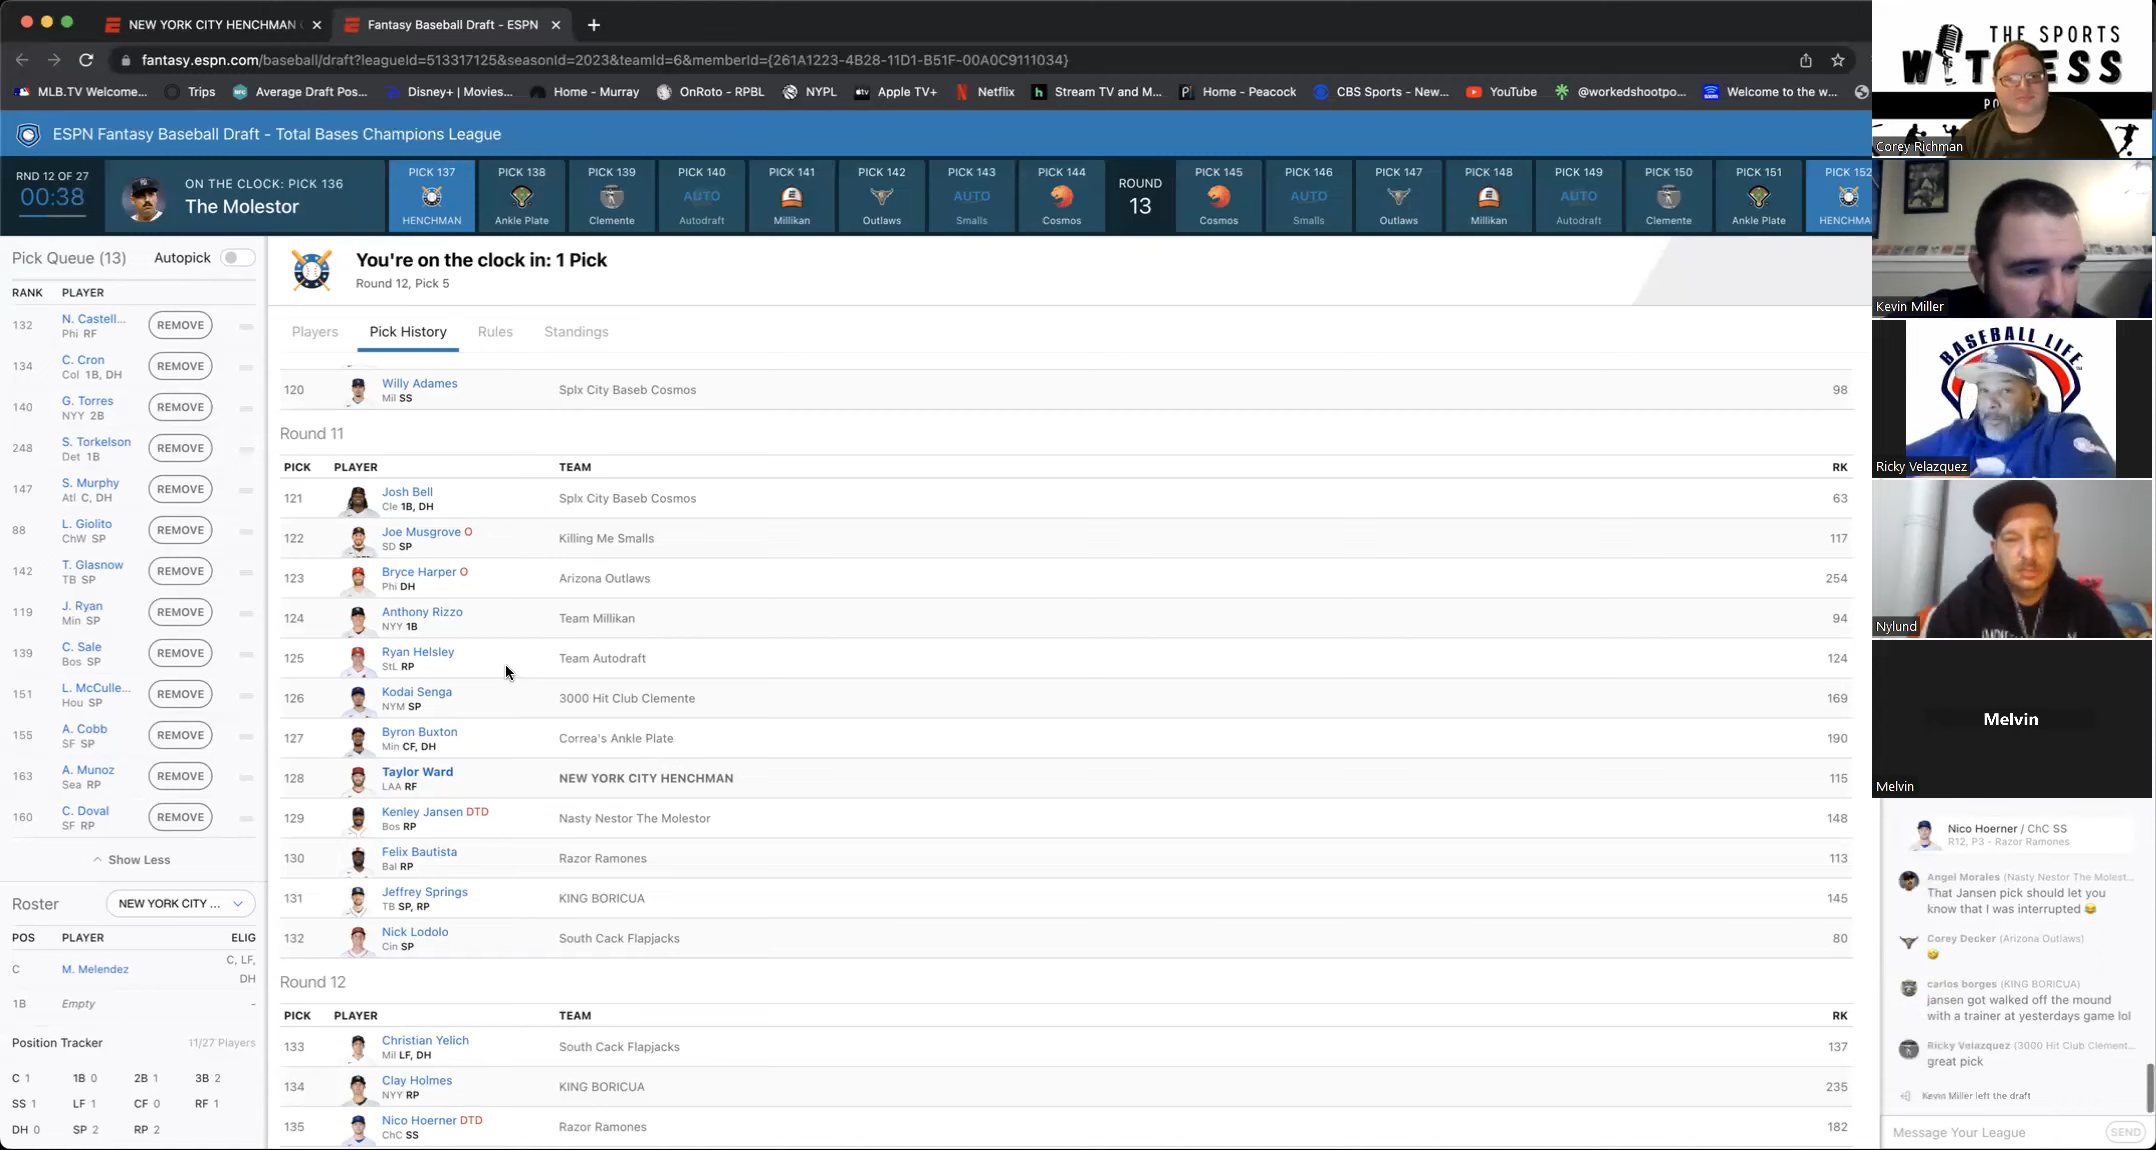 NEW YORK CITY HENCHMAN
Fantasy Baseball Draft - ESPN
fantasy.espn.com/baseball/draft?leagueId=513317125&seasonId=2023&teamId=6&memberId={261A1223-4B28-11D1-B51F-00A0C9111034}
MLB.TV Welcome... Trips Average Draft Pos... Disney+ | Movies... Home - Murray OnRoto - RPBL NYPL Apple TV+ Netflix Stream TV and M... Home - Peacock CBS Sports - New... YouTube @workedshootpo... Welcome to the w...
ESPN Fantasy Baseball Draft - Total Bases Champions League
RND 12 OF 27
00:38
ON THE CLOCK: PICK 136
The Molestor
PICK 137
HENCHMAN
PICK 138
Ankle Plate
PICK 139
Clemente
PICK 140
AUTO
Autodraft
PICK 141
Millikan
PICK 142
Outlaws
PICK 143
AUTO
Smalls
PICK 144
Cosmos
ROUND
13
PICK 145
Cosmos
PICK 146
AUTO
Smalls
PICK 147
Outlaws
PICK 148
Millikan
PICK 149
AUTO
Autodraft
PICK 150
Clemente
PICK 151
Ankle Plate
PICK 152
HENCHMA
Pick Queue (13) Autopick
RANK PLAYER
132 N. Castell... REMOVE
Phi RF
134 C. Cron REMOVE
Col 1B, DH
140 G. Torres REMOVE
NYY 2B
248 S. Torkelson REMOVE
Det 1B
147 S. Murphy REMOVE
Atl C, DH
88 L. Giolito REMOVE
ChW SP
142 T. Glasnow REMOVE
TB SP
119 J. Ryan REMOVE
Min SP
139 C. Sale REMOVE
Bos SP
151 L. McCulle... REMOVE
Hou SP
155 A. Cobb REMOVE
SF SP
163 A. Munoz REMOVE
Sea RP
160 C. Doval REMOVE
SF RP
Show Less
Roster NEW YORK CITY ...
POS PLAYER ELIG
C M. Melendez C, LF,
DH
1B Empty -
Position Tracker 11/27 Players
C 1 1B 0 2B 1 3B 2
SS 1 LF 1 CF 0 RF 1
DH 0 SP 2 RP 2
You're on the clock in: 1 Pick
Round 12, Pick 5
Players Pick History Rules Standings
120 Willy Adames Splx City Baseb Cosmos 98
Mil SS
Round 11
PICK PLAYER TEAM RK
121 Josh Bell Splx City Baseb Cosmos 63
Cle 1B, DH
122 Joe Musgrove O Killing Me Smalls 117
SD SP
123 Bryce Harper O Arizona Outlaws 254
Phi DH
124 Anthony Rizzo Team Millikan 94
NYY 1B
125 Ryan Helsley Team Autodraft 124
StL RP
126 Kodai Senga 3000 Hit Club Clemente 169
NYM SP
127 Byron Buxton Correa's Ankle Plate 190
Min CF, DH
128 Taylor Ward NEW YORK CITY HENCHMAN 115
LAA RF
129 Kenley Jansen DTD Nasty Nestor The Molestor 148
Bos RP
130 Felix Bautista Razor Ramones 113
Bal RP
131 Jeffrey Springs KING BORICUA 145
TB SP, RP
132 Nick Lodolo South Cack Flapjacks 80
Cin SP
Round 12
PICK PLAYER TEAM RK
133 Christian Yelich South Cack Flapjacks 137
Mil LF, DH
134 Clay Holmes KING BORICUA 235
NYY RP
135 Nico Hoerner DTD Razor Ramones 182
ChC SS
THE SPORTS
WITNESS
Corey Richman
Kevin Miller
BASEBALL LIFE
Ricky Velazquez
Nylund
Melvin
Melvin
Nico Hoerner / ChC SS
R12, P3 - Razor Ramones
Angel Morales (Nasty Nestor The Molest...
That Jansen pick should let you
know that I was interrupted 😂
Corey Decker (Arizona Outlaws)
🤣
carlos borges (KING BORICUA)
jansen got walked off the mound
with a trainer at yesterdays game lol
Ricky Velazquez (3000 Hit Club Clement...
great pick
Kevin Miller left the draft
Message Your League SEND